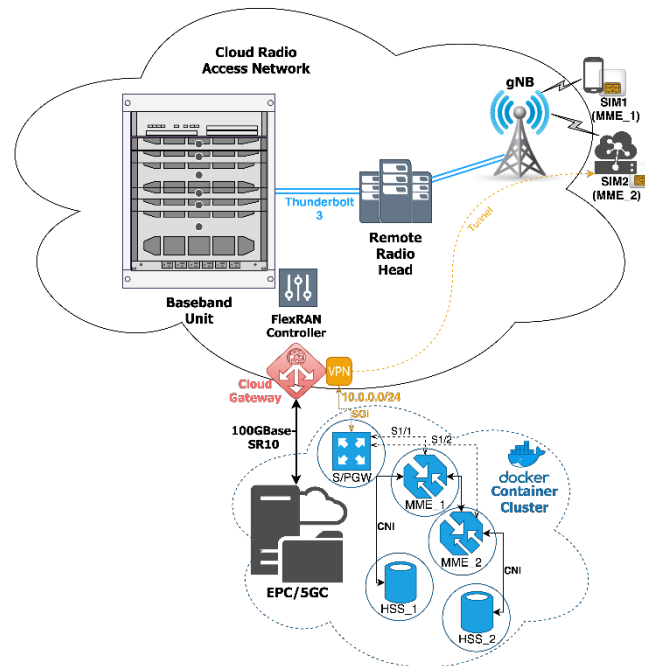 Cloud Radio
Access Network
gNB
SIM1
(MME_1)
SIM2
(MME_2)
Thunderbolt
3
Tunnel
Remote
Radio
Head
Baseband
Unit
FlexRAN
Controller
Cloud
Gateway
VPN
10.0.0.0/24
SGi
100GBase
SR10
S1/1
S1/2
S/PGW
docker
Container
Cluster
MME_1
CNI
MME_2
CNI
EPC/5GC
HSS_1
HSS_2